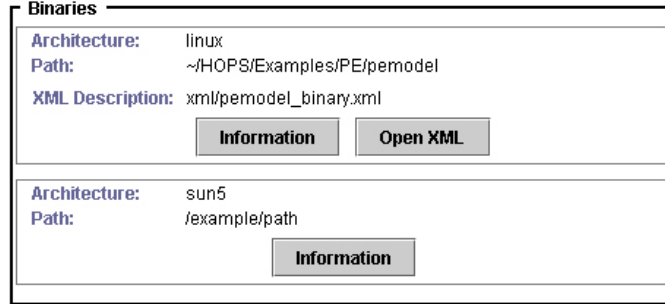 Binaries
Architecture: linux
Path: ~/HOPS/Examples/PE/pemodel
XML Description: xml/pemodel_binary.xml
Information Open XML
Architecture: sun5
Path: /example/path
Information